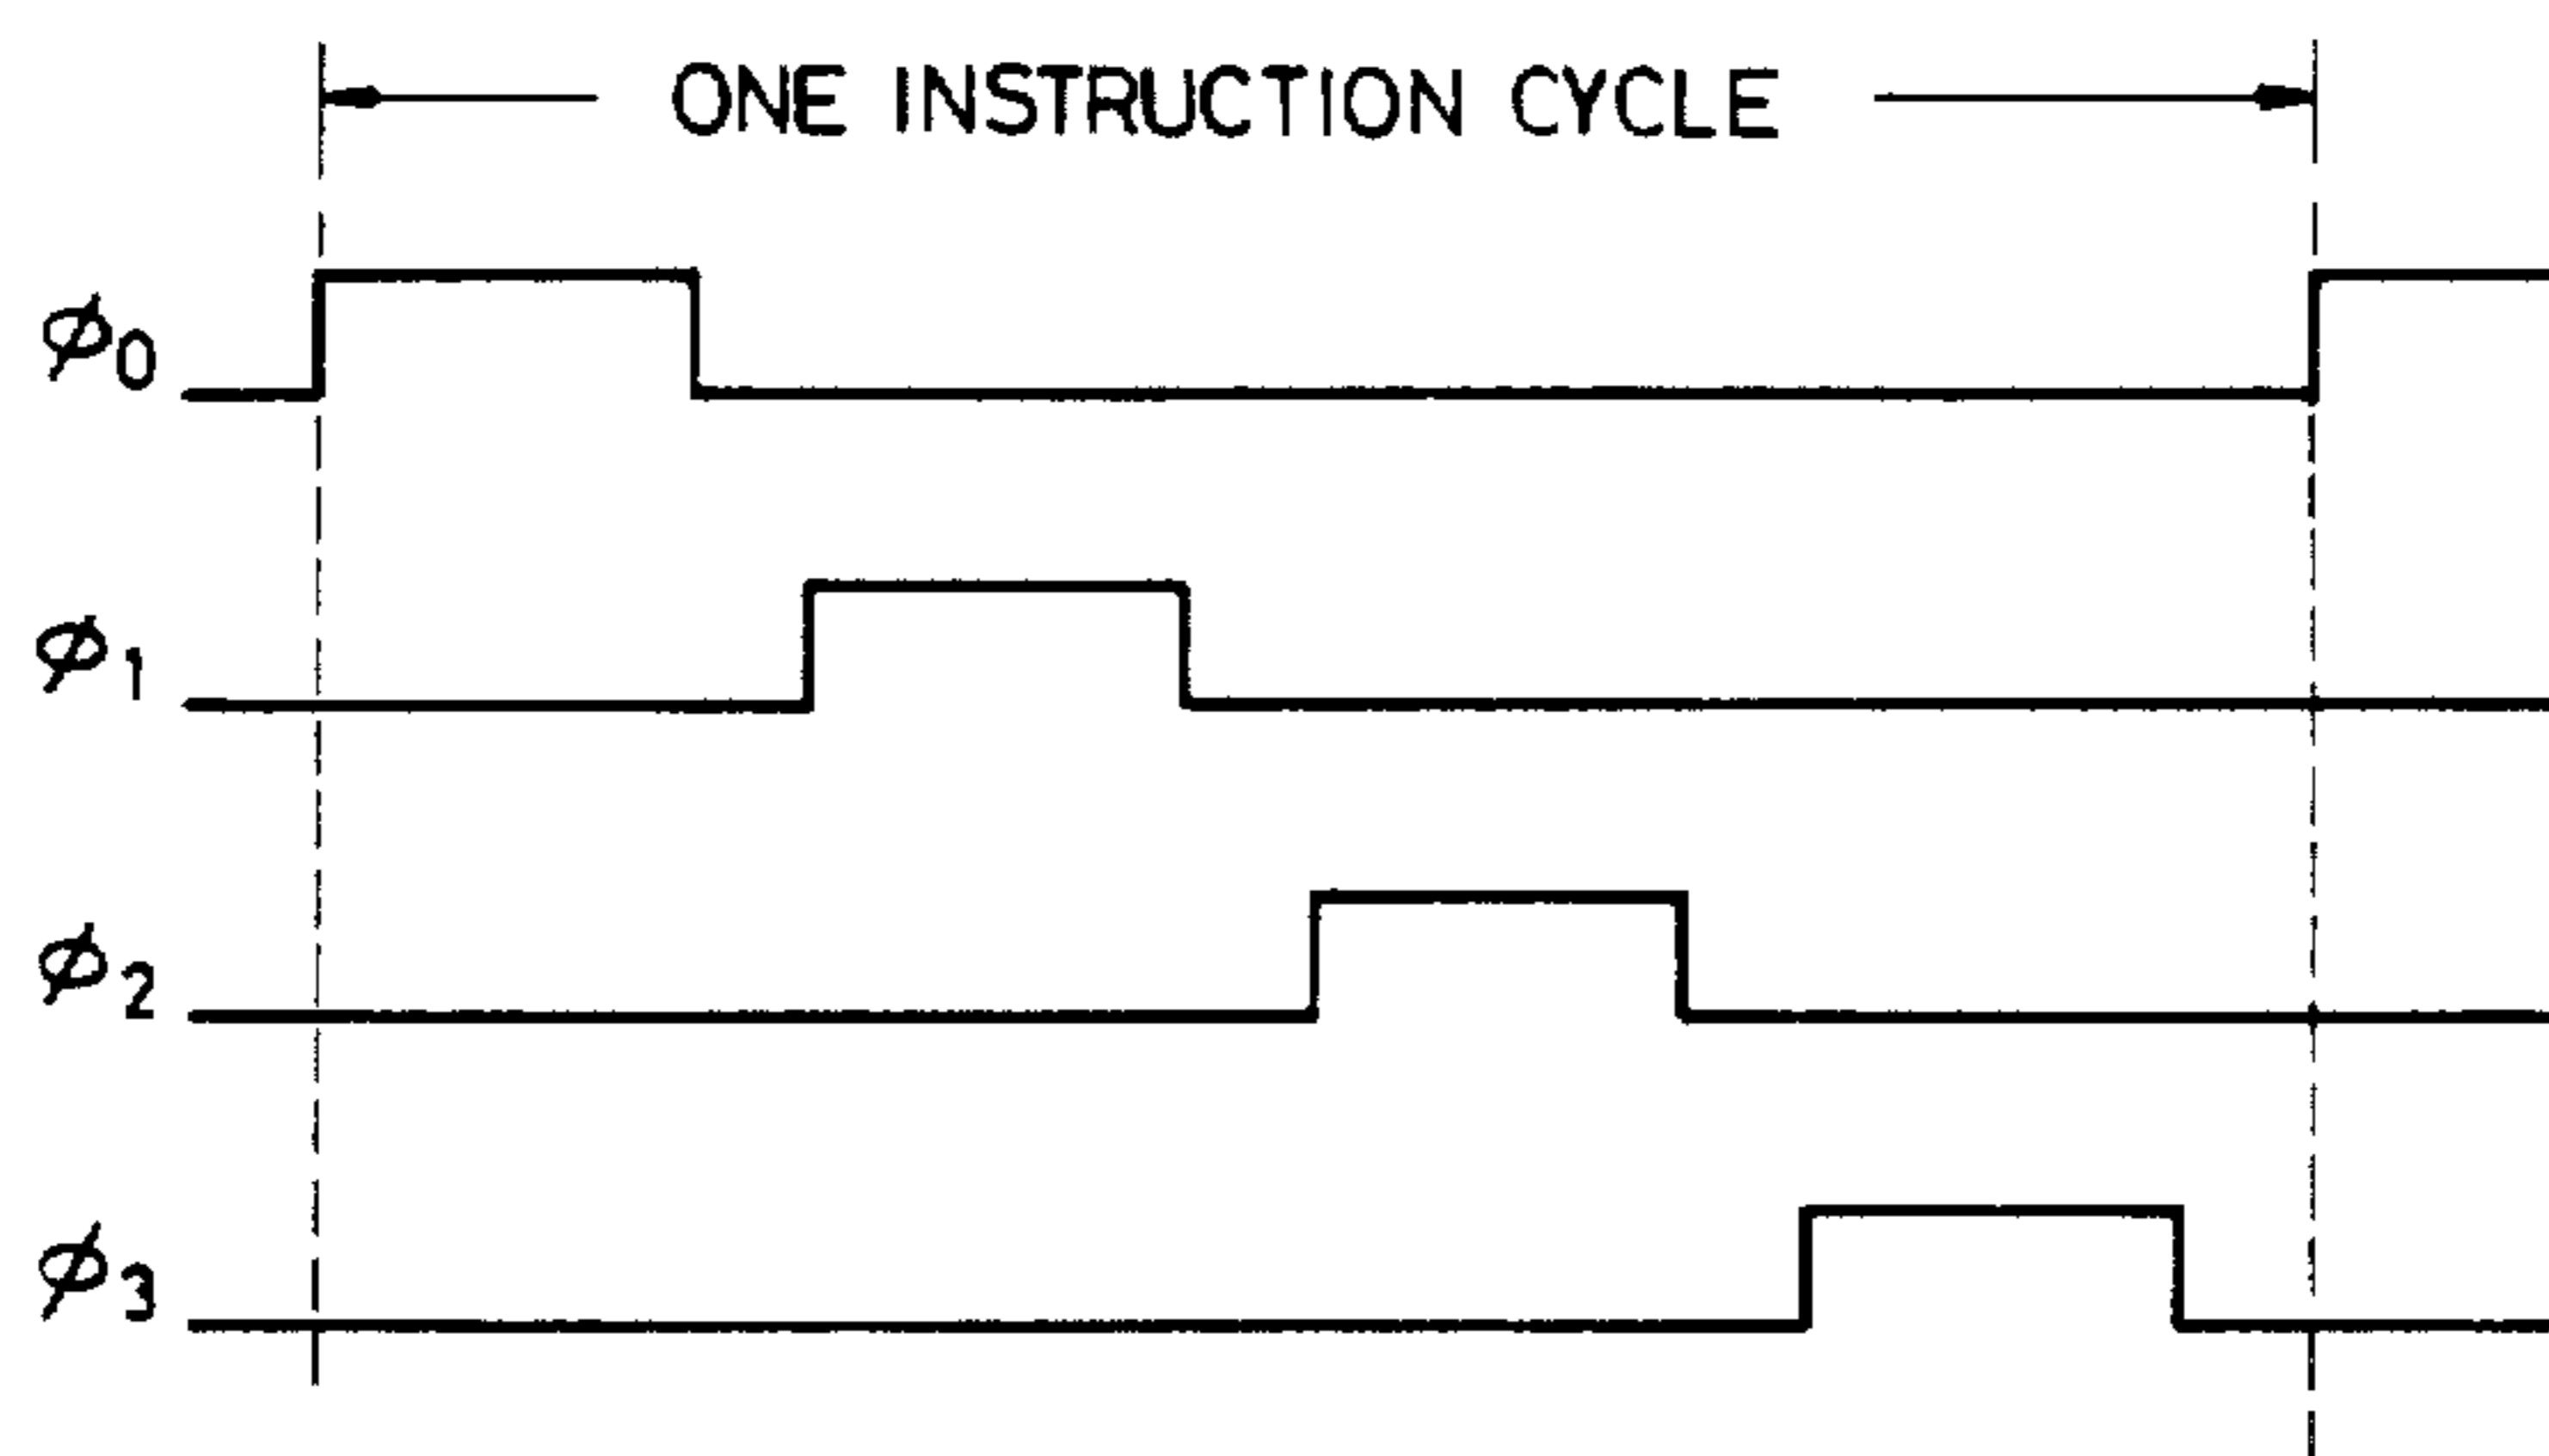 ONE INSTRUCTION CYCLE
ϕ0
ϕ1
ϕ2
ϕ3